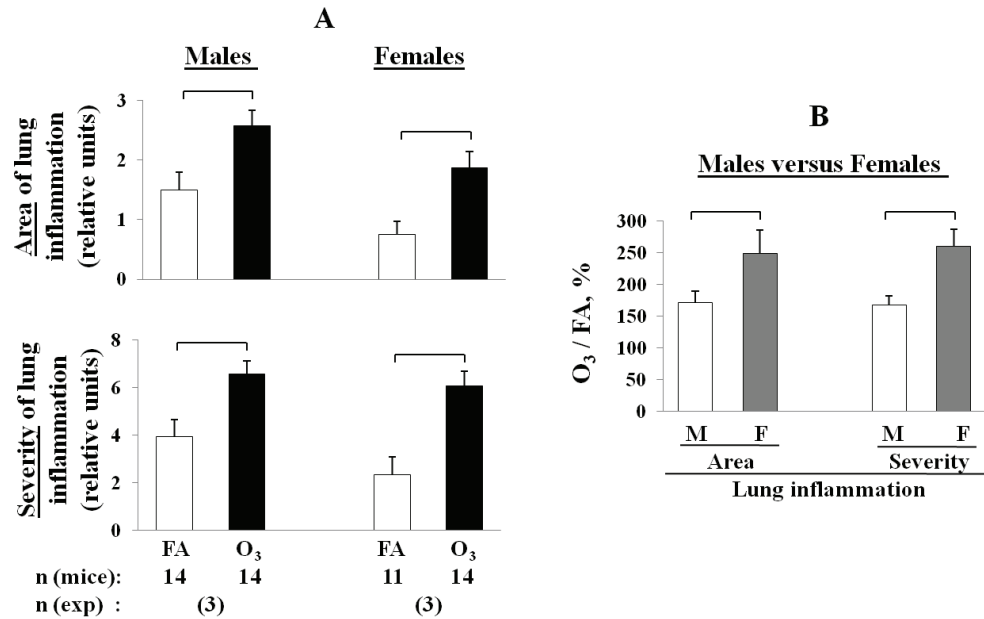 A
Males
Females
Area of lung
inflammation
(relative units)
3
2
1
0
Severity of lung
inflammation
(relative units)
8
6
4
2
0
FA O3 FA O3
n (mice): 14 14 11 14
n (exp) : (3) (3)
B
Males versus Females
O3 / FA, %
300
250
200
150
100
50
0
M F M F
Area Severity
Lung inflammation